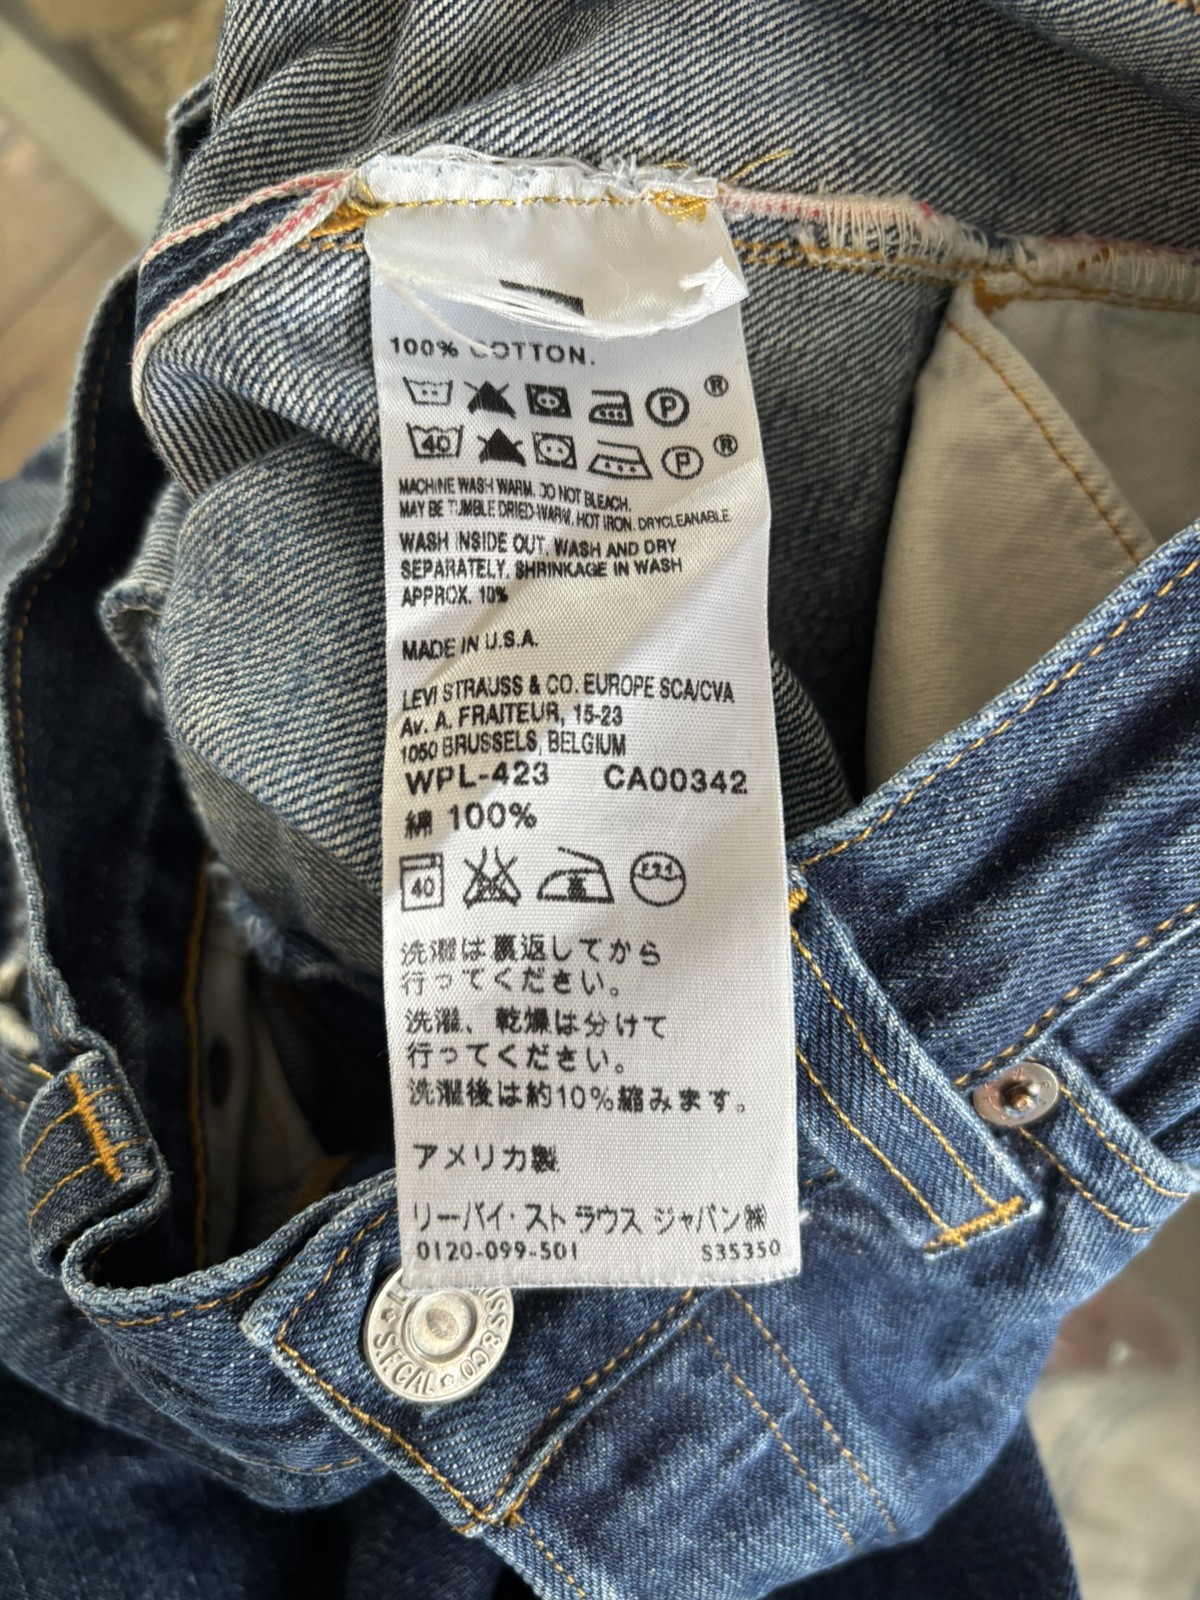 100% COTTON.
P ®
40 P ®
MACHINE WASH WARM. DO NOT BLEACH.
MAY BE TUMBLE DRIED-WARM, HOT IRON. DRYCLEANABLE
WASH INSIDE OUT. WASH AND DRY
SEPARATELY. SHRINKAGE IN WASH
APPROX. 10%
MADE IN U.S.A.
LEVI STRAUSS & CO. EUROPE SCA/CVA
Av. A. FRAITEUR, 15-23
1050 BRUSSELS, BELGIUM
WPL-423 CA00342
綿 100%
40
洗濯は裏返してから
行ってください。
洗濯、乾燥は分けて
行ってください。
洗濯後は約10%縮みます。
アメリカ製
リーバイ·ストラウス ジャパン㈱
0120-099-501 S35350
S.F.CAL
& CO